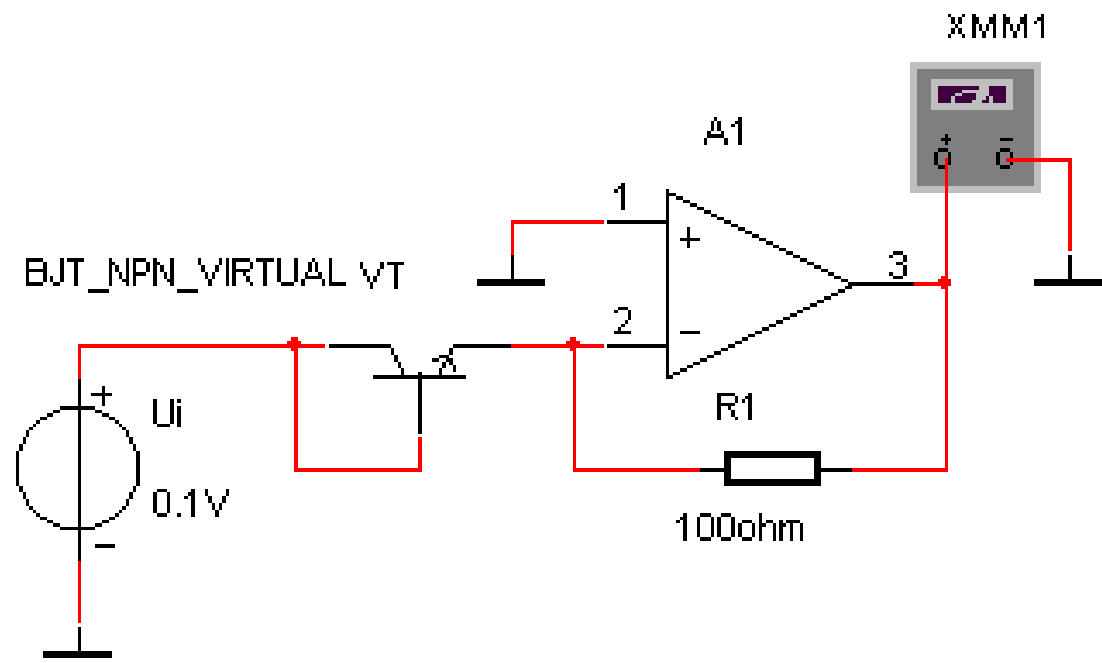 XMM1
A1
+ −
1
+
BJT_NPN_VIRTUAL VT
3
2
−
+
Ui
R1
0.1V
100ohm
−